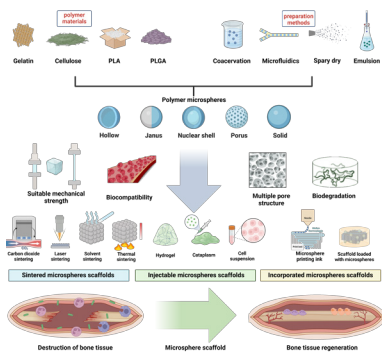 polymer
materials
preparation
methods
Gelatin
Cellulose
PLA
PLGA
Coacervation
Microfluidics
Spary dry
Emulsion
Polymer microspheres
Hollow
Janus
Nuclear shell
Porus
Solid
Suitable mechanical
strength
Biocompatibility
Multiple pore
structure
Biodegradation
Carbon dioxide
sintering
Laser
sintering
Solvent
sintering
Thermal
sintering
Hydrogel
Cataplasm
Cell
suspension
Microsphere
printing ink
Scaffold loaded
with microspheres
Sintered microspheres scaffolds
Injectable microspheres scaffolds
Incorporated microspheres scaffolds
Destruction of bone tissue
Microsphere scaffold
Bone tissue regeneration